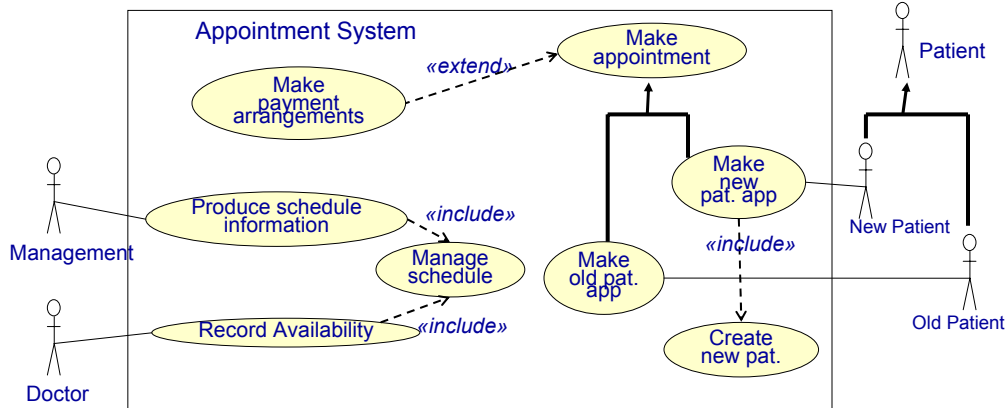 Appointment System
Make
appointment
Patient
«extend»
Make
payment
arrangements
Make
new
pat. app
Produce schedule
information
«include»
New Patient
Management
«include»
Manage
schedule
Make
old pat.
app
Record Availability
«include»
Old Patient
Create
new pat.
Doctor